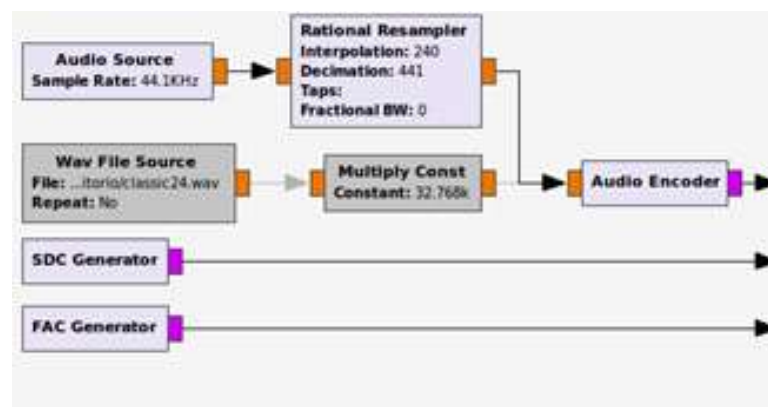 Audio Source
Sample Rate: 44.1KHz
Rational Resampler
Interpolation: 240
Decimation: 441
Taps:
Fractional BW: 0
Wav File Source
File: ...itorio/classic24.wav
Repeat: No
Multiply Const
Constant: 32.768k
Audio Encoder
SDC Generator
FAC Generator